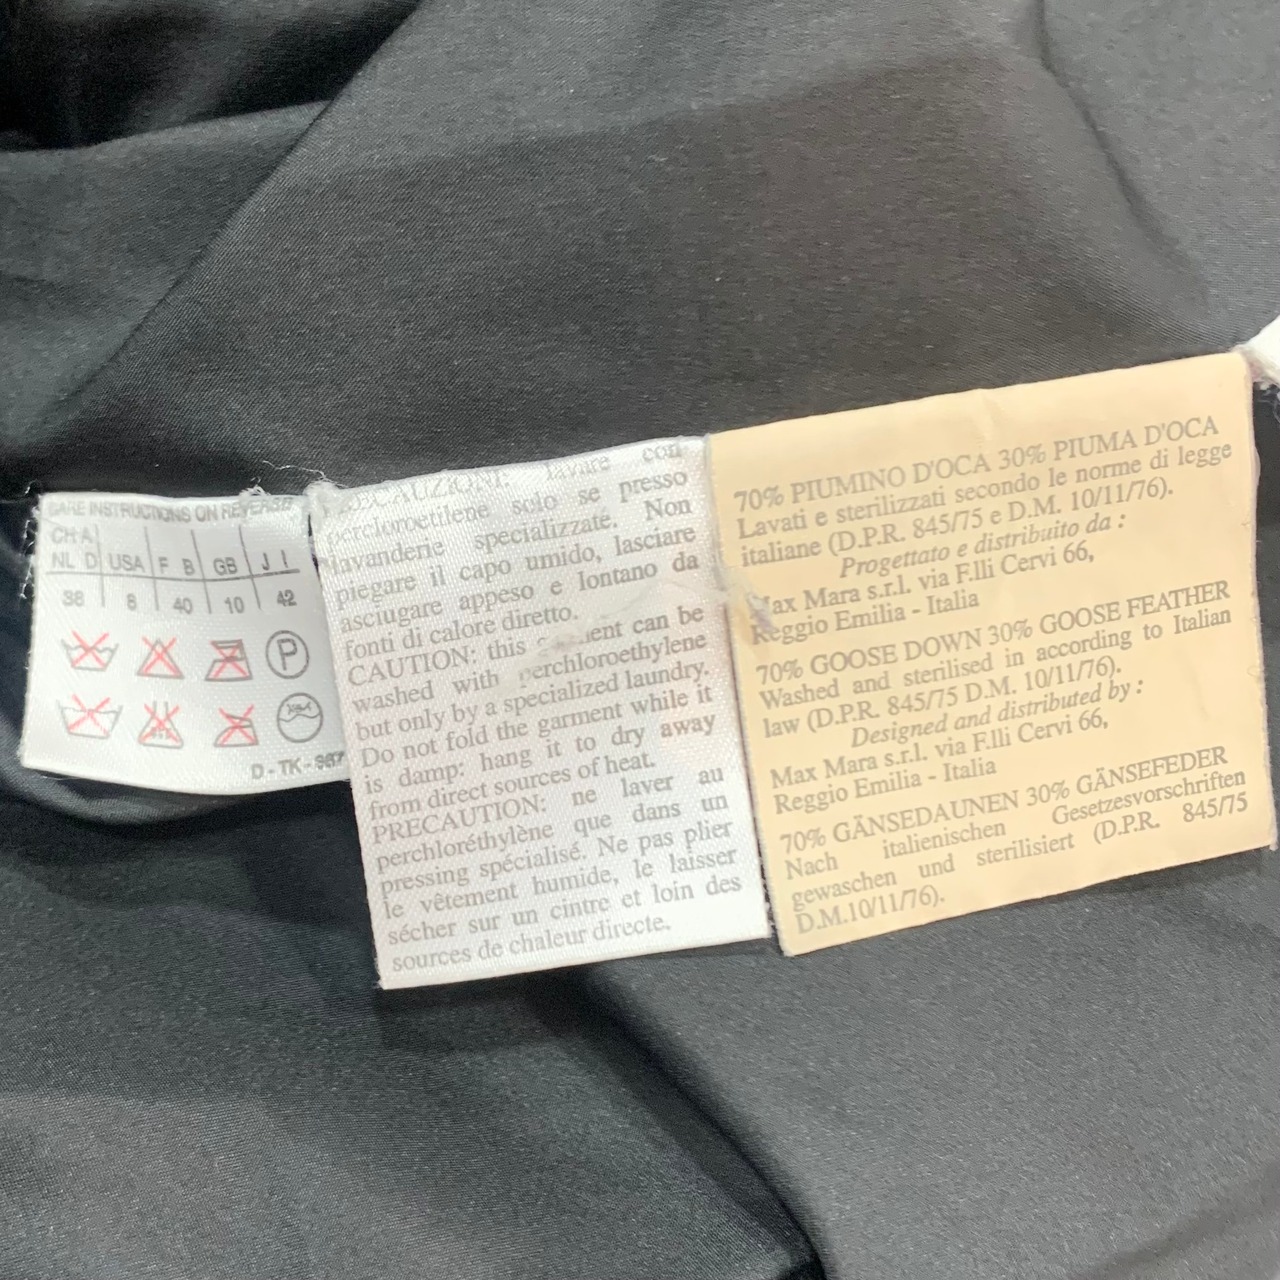 CARE INSTRUCTIONS ON REVERSE
CH A
NL D USA F B GB J I
38 8 40 10 42
P
D - TK - 987
PRECAUZIONI: lavare con
percloroetilene solo se presso
lavanderie specializzate. Non
piegare il capo umido, lasciare
asciugare appeso e lontano da
fonti di calore diretto.
CAUTION: this can be
washed with perchloroethylene
but only by a specialized laundry.
Do not fold the garment while it
is damp: hang it to dry away
from direct sources of heat.
PRECAUTION: ne laver au
perchloréthylène que dans un
pressing spécialisé. Ne pas plier
le vêtement humide, le laisser
sécher sur un cintre et loin des
sources de chaleur directe.
70% PIUMINO D'OCA 30% PIUMA D'OCA
Lavati e sterilizzati secondo le norme di legge
italiane (D.P.R. 845/75 e D.M. 10/11/76).
Progettato e distribuito da :
Max Mara s.r.l. via F.lli Cervi 66,
Reggio Emilia - Italia
70% GOOSE DOWN 30% GOOSE FEATHER
Washed and sterilised in according to Italian
law (D.P.R. 845/75 D.M. 10/11/76).
Designed and distributed by :
Max Mara s.r.l. via F.lli Cervi 66,
Reggio Emilia - Italia
70% GÄNSEDAUNEN 30% GÄNSEFEDER
Nach italienischen Gesetzesvorschriften
gewaschen und sterilisiert (D.P.R. 845/75
D.M.10/11/76).